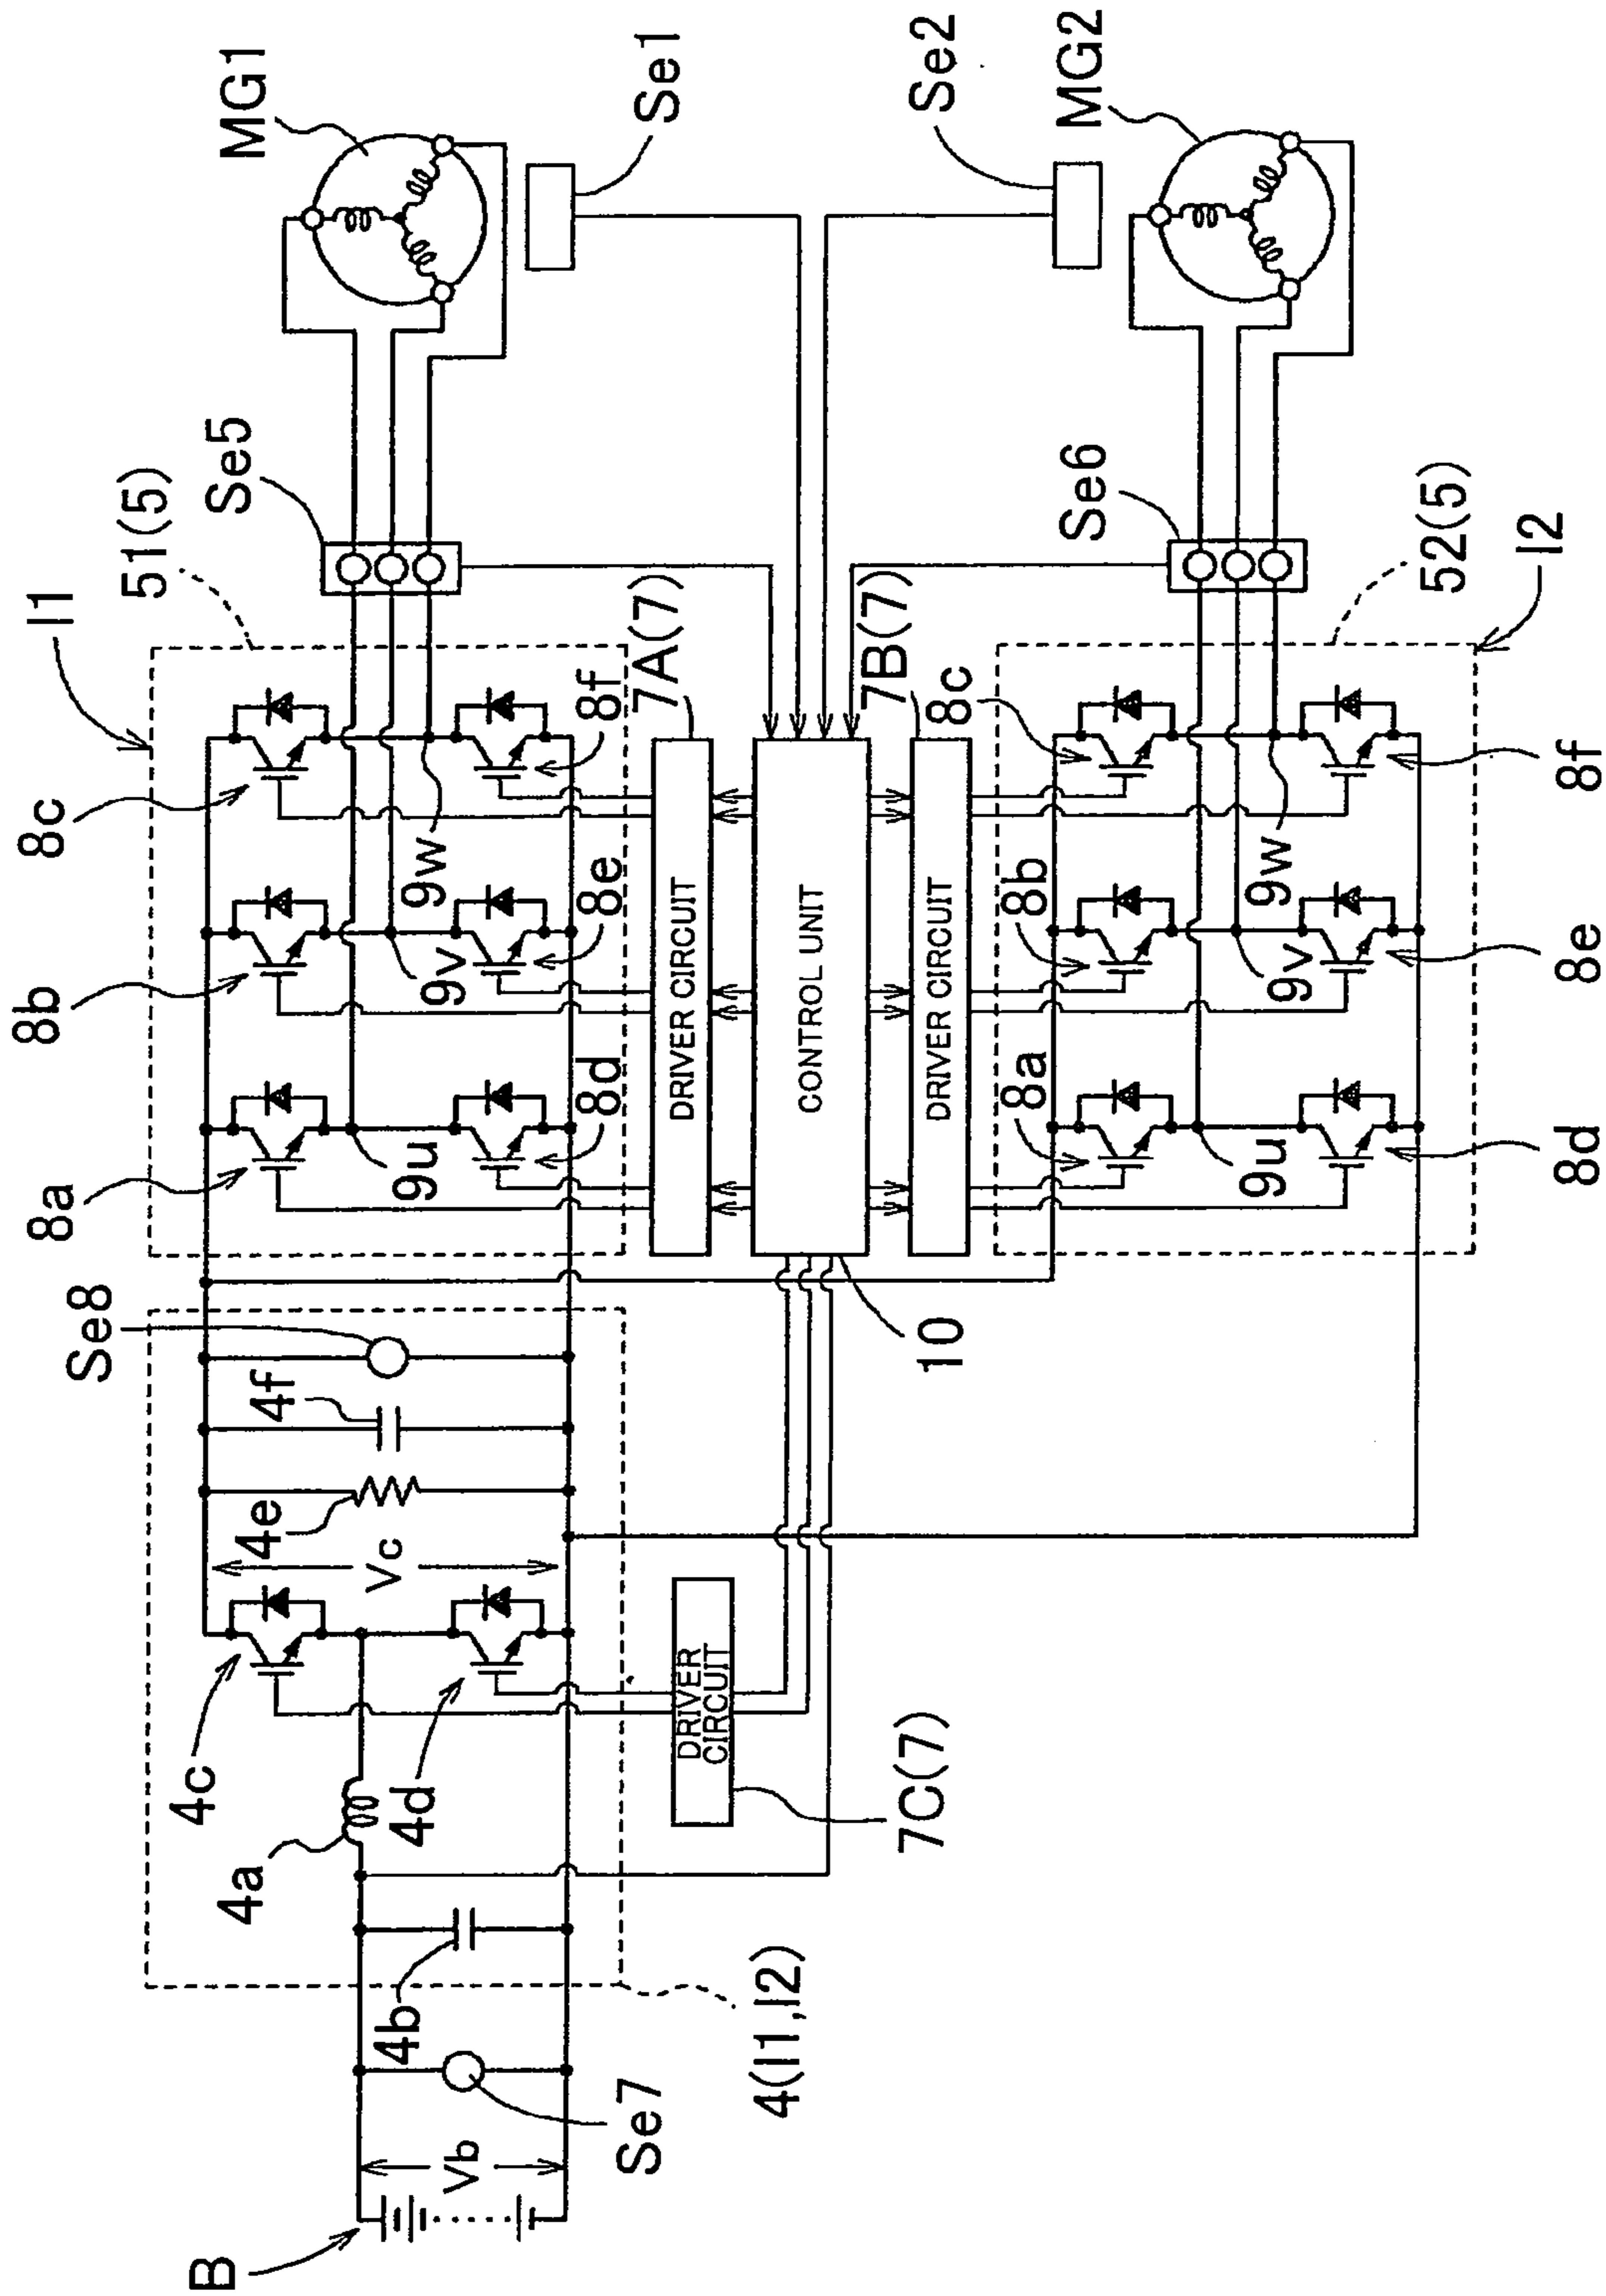 I1
51(5)
Se5
MG1
8a
8b
8c
9u
9v
9w
8d
8e
8f
Se1
7A(7)
DRIVER CIRCUIT
CONTROL UNIT
DRIVER CIRCUIT
7B(7)
10
Se2
MG2
Se6
8a
8b
8c
9u
9v
9w
8d
8e
8f
52(5)
I2
Se8
4f
4e
Vc
4c
4d
4a
4b
DRIVER
CIRCUIT
7C(7)
4(I1,I2)
Se7
Vb
B